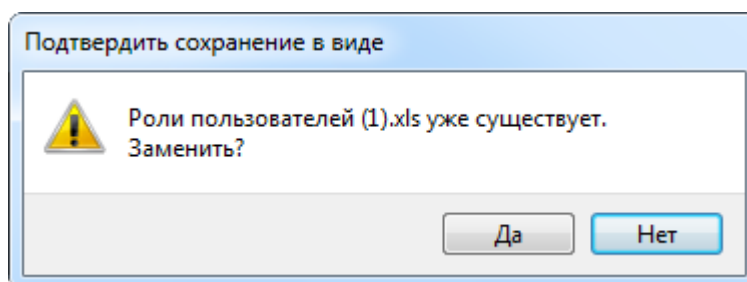 Подтвердить сохранение в виде
Роли пользователей (1).xls уже существует.
Заменить?
Да
Нет